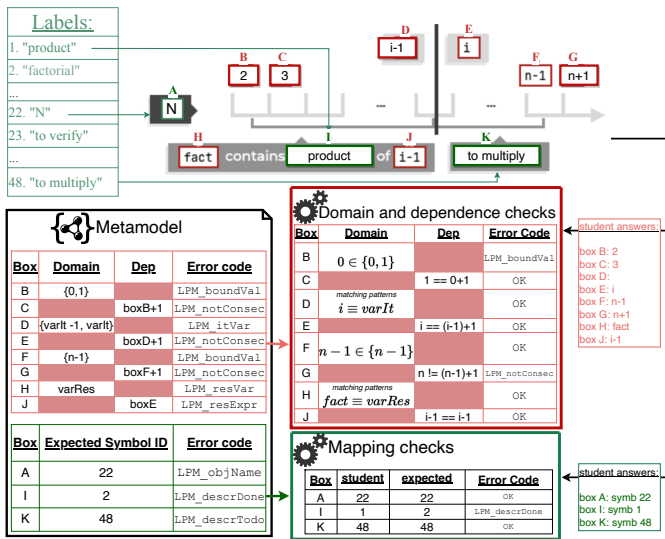 Labels:
1. "product"
2. "factorial"
...
22. "N"
23. "to verify"
...
48. "to multiply"
A
N
B
2
C
3
D
i-1
E
i
F
n-1
G
n+1
...
...
H
fact
contains
I
product
of
J
i-1
K
to multiply
Metamodel
Box Domain Dep Error code
B {0,1} LPM_boundVal
C boxB+1 LPM_notConsec
D {varIt -1, varIt} LPM_itVar
E boxD+1 LPM_notConsec
F {n-1} LPM_boundVal
G boxF+1 LPM_notConsec
H varRes LPM_resVar
J boxE LPM_resExpr
Box Expected Symbol ID Error code
A 22 LPM_objName
I 2 LPM_descrDone
K 48 LPM_descrTodo
Domain and dependence checks
Box Domain Dep Error Code
B 0 ∈ {0,1} LPM_boundVal
C 1 == 0+1 OK
D matching patterns i ≡ varIt OK
E i == (i-1)+1 OK
F n − 1 ∈ {n − 1} OK
G n != (n-1)+1 LPM_notConsec
H matching patterns fact ≡ varRes OK
J i-1 == i-1 OK
Mapping checks
Box student expected Error Code
A 22 22 OK
I 1 2 LPM_descrDone
K 48 48 OK
student answers:
box B: 2
box C: 3
box D:
box E: i
box F: n-1
box G: n+1
box H: fact
box J: i-1
student answers:
box A: symb 22
box I: symb 1
box K: symb 48